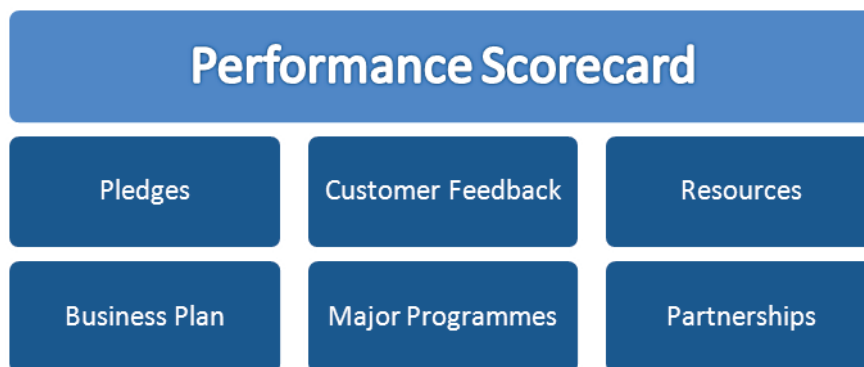 Performance Scorecard
Pledges
Customer Feedback
Resources
Business Plan
Major Programmes
Partnerships